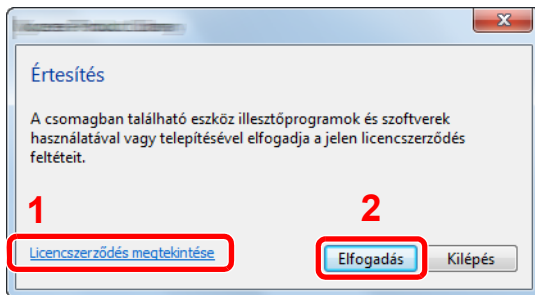 Értesítés
A csomagban található eszköz illesztőprogramok és szoftverek
használatával vagy telepítésével elfogadja a jelen licencszerződés
feltéteit.
1
2
Licencszerződés megtekintése
Elfogadás
Kilépés